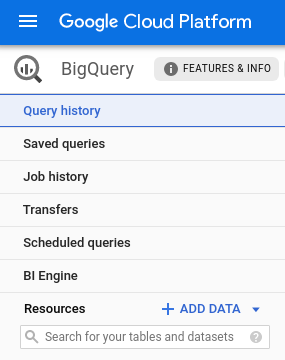 Google Cloud Platform
BigQuery
FEATURES & INFO
Query history
Saved queries
Job history
Transfers
Scheduled queries
BI Engine
Resources
ADD DATA
Search for your tables and datasets